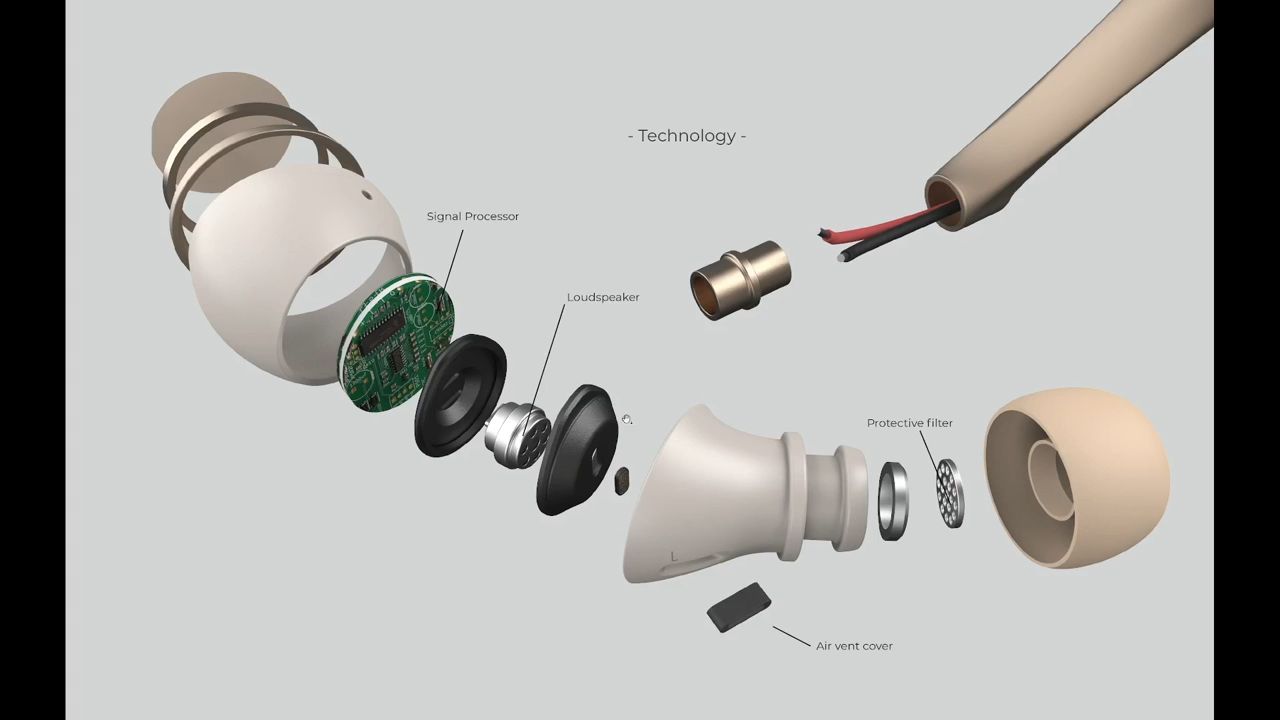 - Technology -
Signal Processor
Loudspeaker
Protective filter
L
Air vent cover